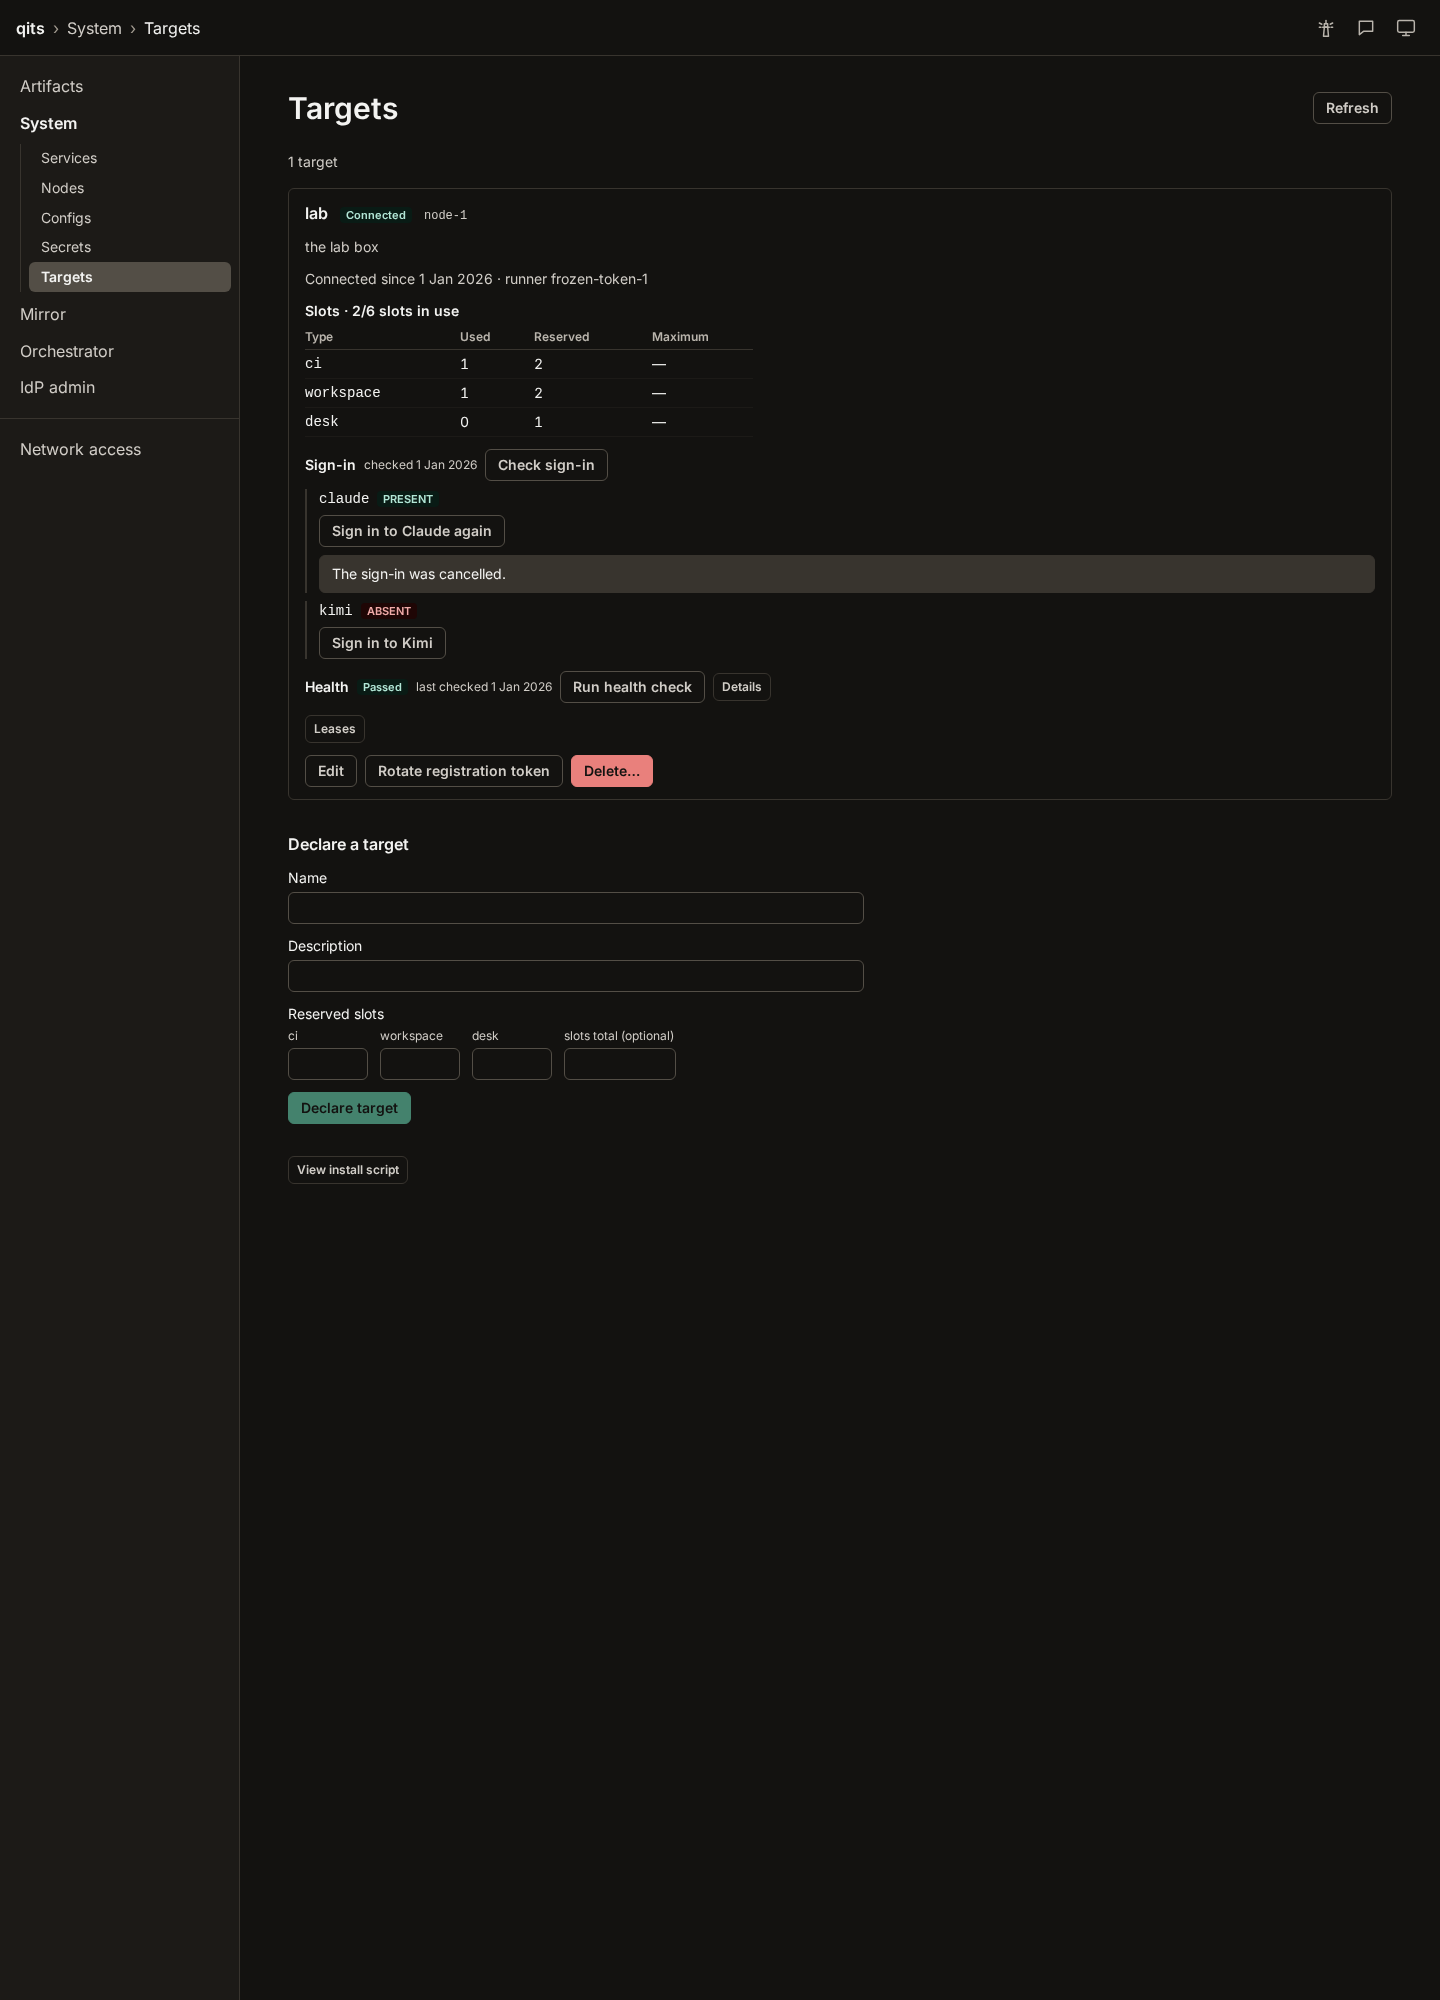 qits › System › Targets
Artifacts
System
Services
Nodes
Configs
Secrets
Targets
Mirror
Orchestrator
IdP admin
Network access
Targets
Refresh
1 target
lab Connected node-1
the lab box
Connected since 1 Jan 2026 · runner frozen-token-1
Slots · 2/6 slots in use
Type Used Reserved Maximum
ci 1 2 —
workspace 1 2 —
desk 0 1 —
Sign-in checked 1 Jan 2026 Check sign-in
claude PRESENT
Sign in to Claude again
The sign-in was cancelled.
kimi ABSENT
Sign in to Kimi
Health Passed last checked 1 Jan 2026 Run health check Details
Leases
Edit Rotate registration token Delete…
Declare a target
Name
Description
Reserved slots
ci workspace desk slots total (optional)
Declare target
View install script